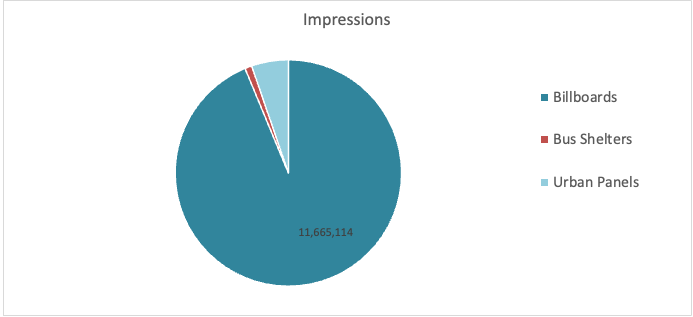 Impressions
Billboards
Bus Shelters
Urban Panels
11,665,114